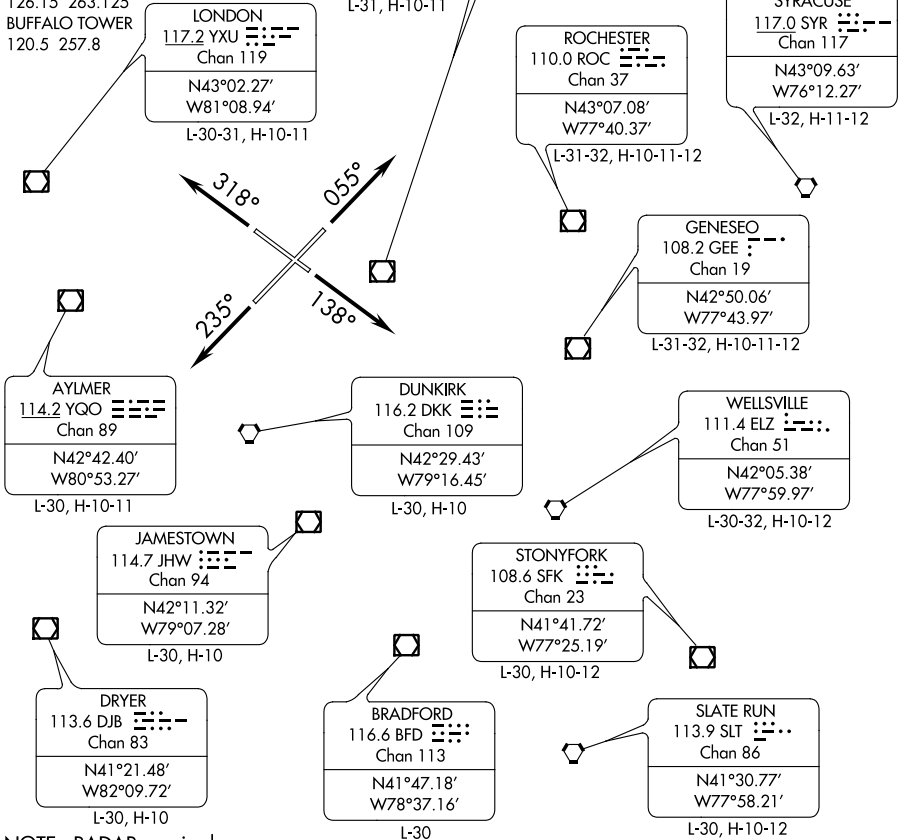 126.15 263.125
BUFFALO TOWER
120.5 257.8
LONDON
117.2 YXU
Chan 119
N43°02.27'
W81°08.94'
L-30-31, H-10-11
L-31, H-10-11
ROCHESTER
110.0 ROC
Chan 37
N43°07.08'
W77°40.37'
L-31-32, H-10-11-12
SYRACUSE
117.0 SYR
Chan 117
N43°09.63'
W76°12.27'
L-32, H-11-12
318°
055°
235°
138°
GENESEO
108.2 GEE
Chan 19
N42°50.06'
W77°43.97'
L-31-32, H-10-11-12
AYLMER
114.2 YQO
Chan 89
N42°42.40'
W80°53.27'
L-30, H-10-11
DUNKIRK
116.2 DKK
Chan 109
N42°29.43'
W79°16.45'
L-30, H-10
WELLSVILLE
111.4 ELZ
Chan 51
N42°05.38'
W77°59.97'
L-30-32, H-10-12
JAMESTOWN
114.7 JHW
Chan 94
N42°11.32'
W79°07.28'
L-30, H-10
STONYFORK
108.6 SFK
Chan 23
N41°41.72'
W77°25.19'
L-30, H-10-12
DRYER
113.6 DJB
Chan 83
N41°21.48'
W82°09.72'
L-30, H-10
BRADFORD
116.6 BFD
Chan 113
N41°47.18'
W78°37.16'
L-30
SLATE RUN
113.9 SLT
Chan 86
N41°30.77'
W77°58.21'
L-30, H-10-12
NOTE: RADAR required